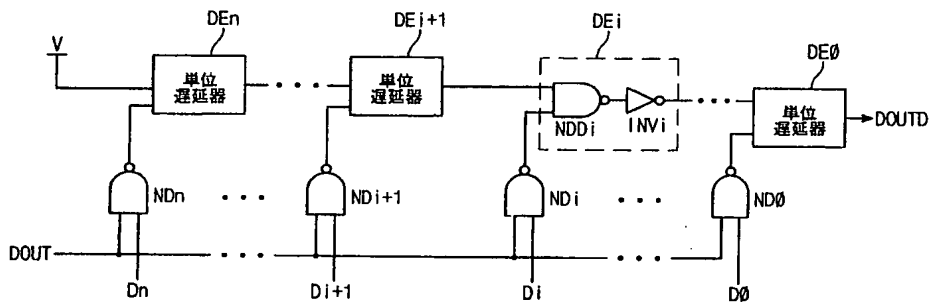 DEn
DEi+1
DEi
DEØ
V
単位
遅延器
単位
遅延器
NDDi
INVi
単位
遅延器
DOUTD
NDn
NDi+1
NDi
NDØ
DOUT
Dn
Di+1
Di
DØ